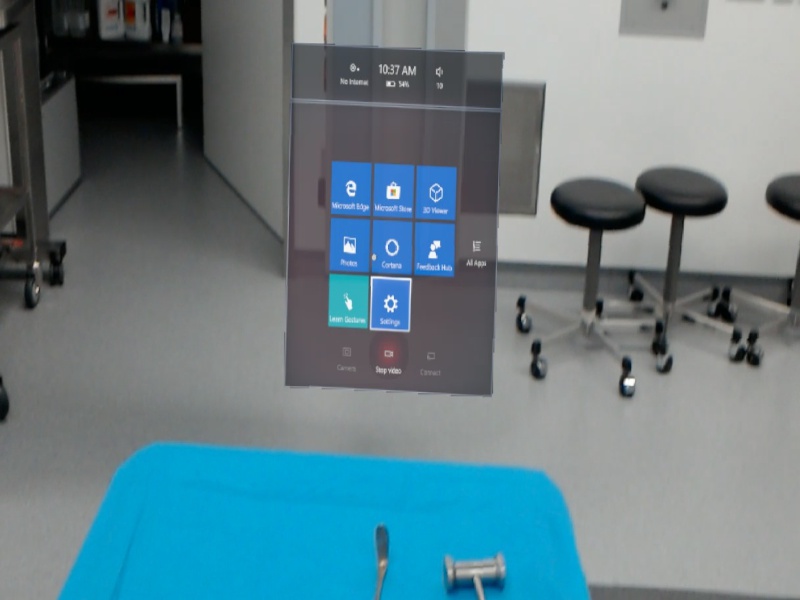 10:37 AM
No Internet
54%
10
Microsoft Edge
Microsoft Store
3D Viewer
Photos
Cortana
Feedback Hub
All Apps
Learn Gestures
Settings
Camera
Stop video
Connect